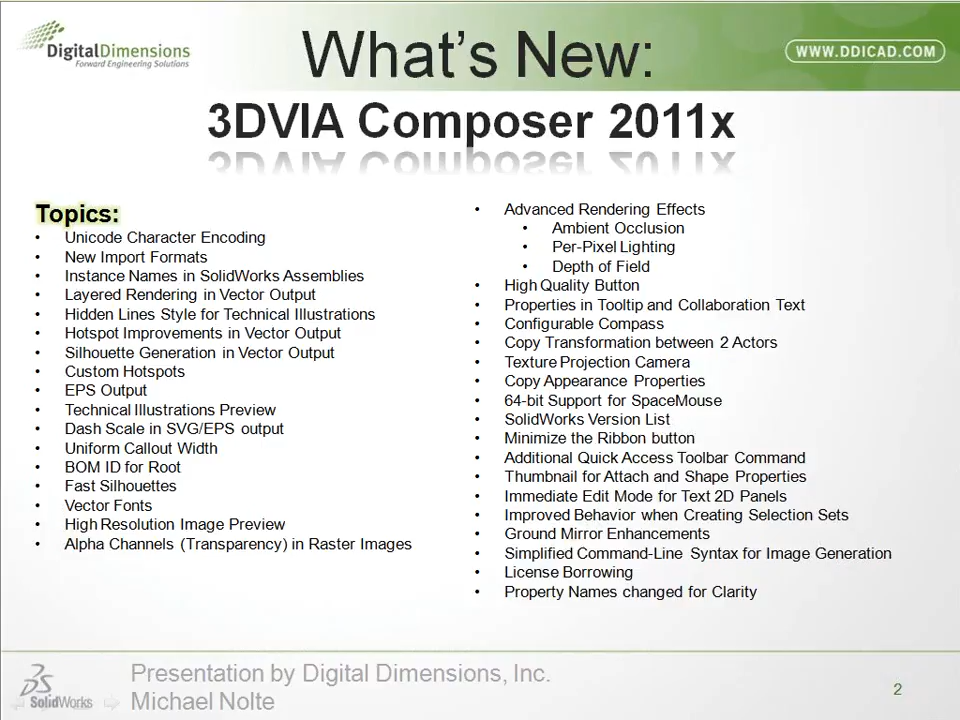 DigitalDimensions
Forward Engineering Solutions
What's New:
WWW.DDICAD.COM
3DVIA Composer 2011x
Topics:
• Unicode Character Encoding
• New Import Formats
• Instance Names in SolidWorks Assemblies
• Layered Rendering in Vector Output
• Hidden Lines Style for Technical Illustrations
• Hotspot Improvements in Vector Output
• Silhouette Generation in Vector Output
• Custom Hotspots
• EPS Output
• Technical Illustrations Preview
• Dash Scale in SVG/EPS output
• Uniform Callout Width
• BOM ID for Root
• Fast Silhouettes
• Vector Fonts
• High Resolution Image Preview
• Alpha Channels (Transparency) in Raster Images
• Advanced Rendering Effects
• Ambient Occlusion
• Per-Pixel Lighting
• Depth of Field
• High Quality Button
• Properties in Tooltip and Collaboration Text
• Configurable Compass
• Copy Transformation between 2 Actors
• Texture Projection Camera
• Copy Appearance Properties
• 64-bit Support for SpaceMouse
• SolidWorks Version List
• Minimize the Ribbon button
• Additional Quick Access Toolbar Command
• Thumbnail for Attach and Shape Properties
• Immediate Edit Mode for Text 2D Panels
• Improved Behavior when Creating Selection Sets
• Ground Mirror Enhancements
• Simplified Command-Line Syntax for Image Generation
• License Borrowing
• Property Names changed for Clarity
SolidWorks
Presentation by Digital Dimensions, Inc.
Michael Nolte
2